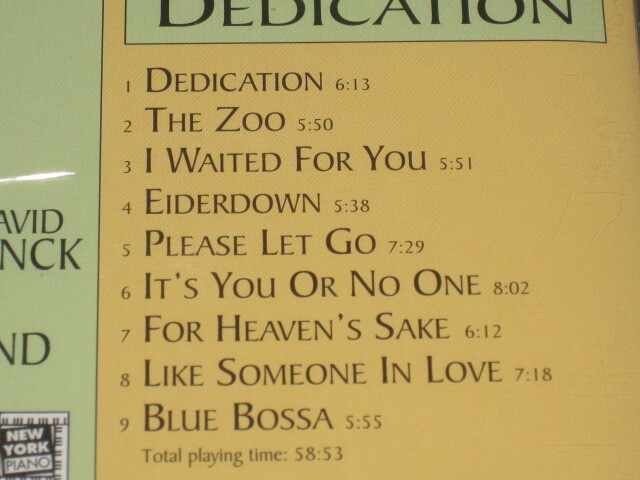 DEDICATION
1 DEDICATION 6:13
2 THE ZOO 5:50
3 I WAITED FOR YOU 5:51
4 EIDERDOWN 5:38
5 PLEASE LET GO 7:29
6 IT'S YOU OR NO ONE 8:02
7 FOR HEAVEN'S SAKE 6:12
8 LIKE SOMEONE IN LOVE 7:18
9 BLUE BOSSA 5:55
Total playing time: 58:53
AVID
NCK
ND
NEW
YORK
PIANO